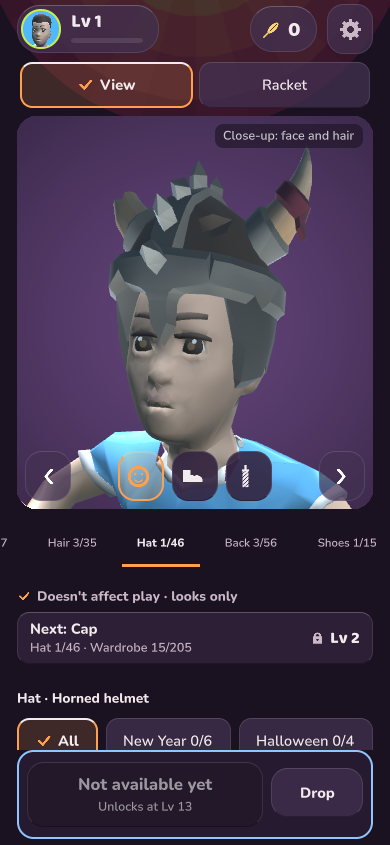 Lv 1
0
View
Racket
Close-up: face and hair
7
Hair 3/35
Hat 1/46
Back 3/56
Shoes 1/15
Doesn't affect play · looks only
Next: Cap
Hat 1/46 · Wardrobe 15/205
Lv 2
Hat · Horned helmet
All
New Year 0/6
Halloween 0/4
Not available yet
Unlocks at Lv 13
Drop